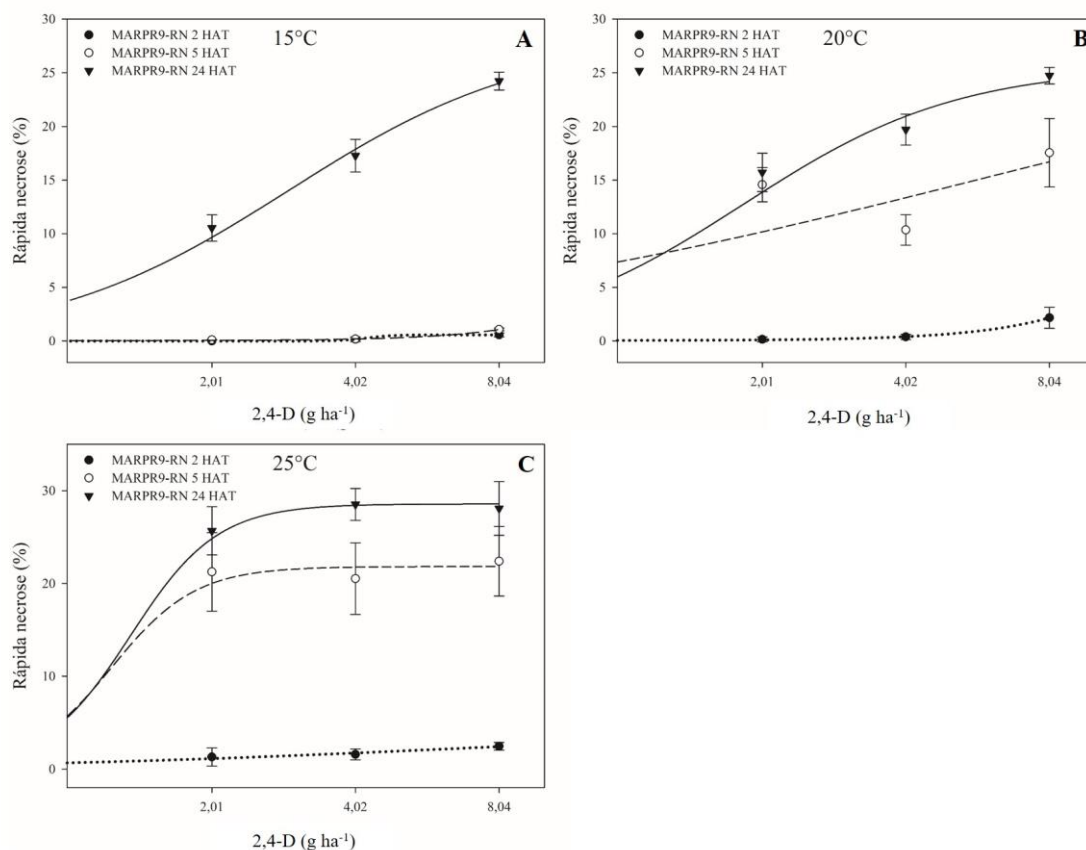 30
25
20
15
10
5
0
Rápida necrose (%)
MARPR9-RN 2 HAT
MARPR9-RN 5 HAT
MARPR9-RN 24 HAT
15°C
A
2,01
4,02
8,04
2,4-D (g ha⁻¹)
30
25
20
15
10
5
0
Rápida necrose (%)
MARPR9-RN 2 HAT
MARPR9-RN 5 HAT
MARPR9-RN 24 HAT
20°C
B
2,01
4,02
8,04
2,4-D (g ha⁻¹)
30
20
10
0
Rápida necrose (%)
MARPR9-RN 2 HAT
MARPR9-RN 5 HAT
MARPR9-RN 24 HAT
25°C
C
2,01
4,02
8,04
2,4-D (g ha⁻¹)